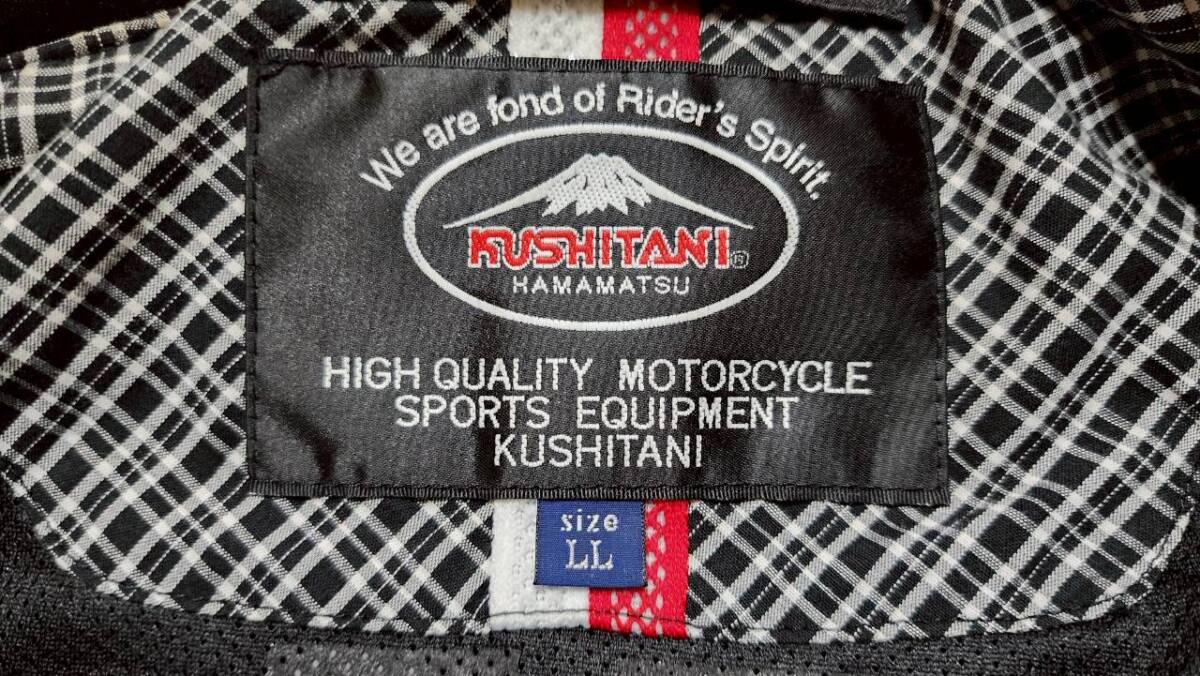 We are fond of Rider's Spirit.
KUSHITANI®
HAMAMATSU
HIGH QUALITY MOTORCYCLE
SPORTS EQUIPMENT
KUSHITANI
size
LL